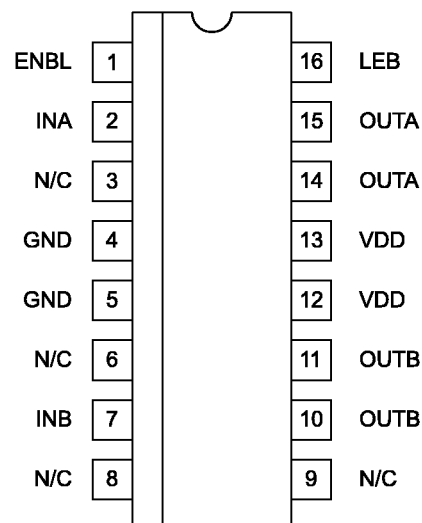 ENBL 1 16 LEB
INA 2 15 OUTA
N/C 3 14 OUTA
GND 4 13 VDD
GND 5 12 VDD
N/C 6 11 OUTB
INB 7 10 OUTB
N/C 8 9 N/C